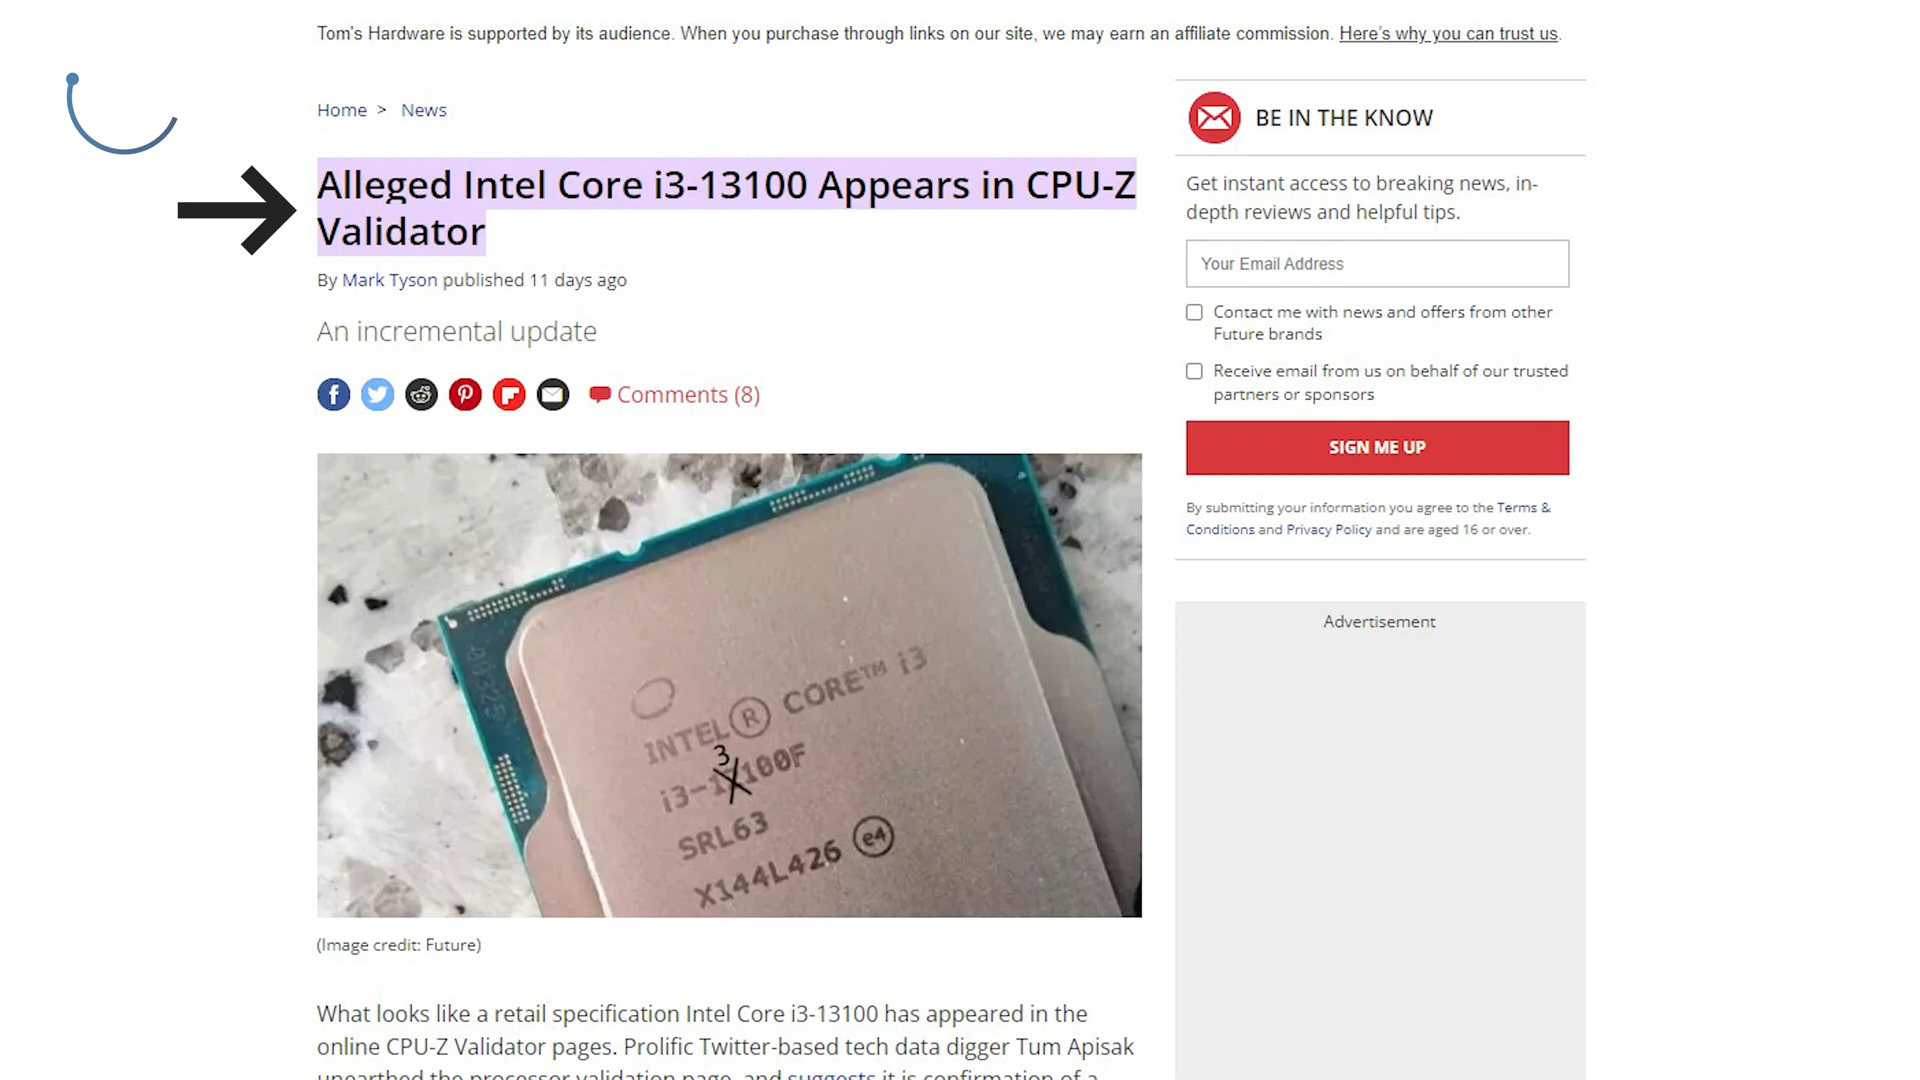 Tom's Hardware is supported by its audience. When you purchase through links on our site, we may earn an affiliate commission. Here's why you can trust us.
Home > News
Alleged Intel Core i3-13100 Appears in CPU-Z
Validator
By Mark Tyson published 11 days ago
An incremental update
Comments (8)
INTEL® CORE™ i3
3
i3-1 100F
SRL63
X144L426 e4
(Image credit: Future)
What looks like a retail specification Intel Core i3-13100 has appeared in the
online CPU-Z Validator pages. Prolific Twitter-based tech data digger Tum Apisak
unearthed the processor validation page, and suggests it is confirmation of a
BE IN THE KNOW
Get instant access to breaking news, in-
depth reviews and helpful tips.
Your Email Address
Contact me with news and offers from other
Future brands
Receive email from us on behalf of our trusted
partners or sponsors
SIGN ME UP
By submitting your information you agree to the Terms &
Conditions and Privacy Policy and are aged 16 or over.
Advertisement